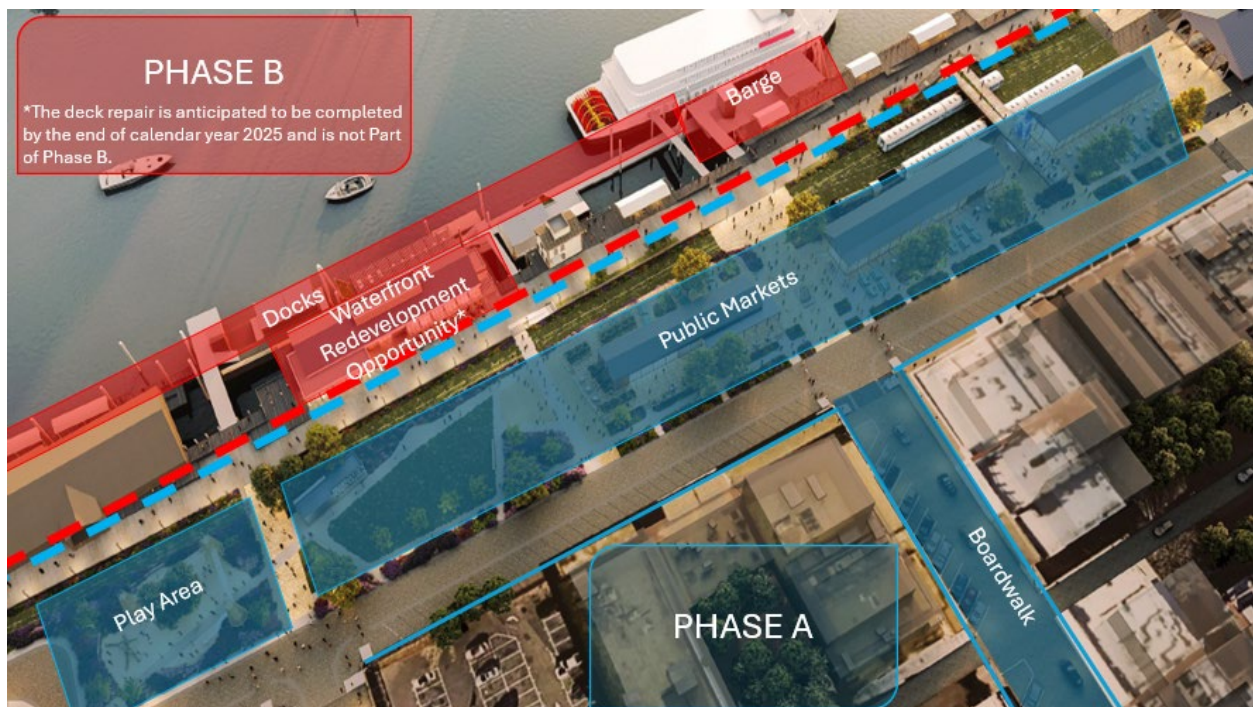 PHASE B
*The deck repair is anticipated to be completed
by the end of calendar year 2025 and is not Part
of Phase B.
Barge
Docks
Waterfront
Redevelopment
Opportunity*
Public Markets
Play Area
Boardwalk
PHASE A